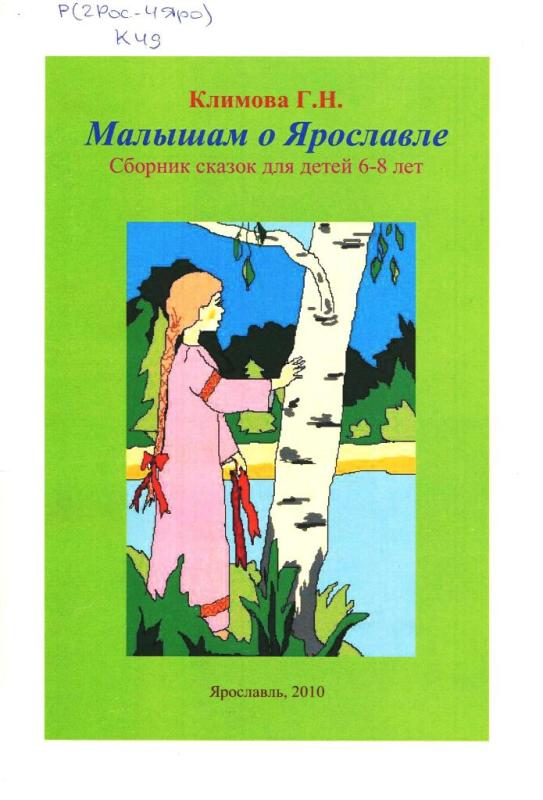 Р(2Рос-4Яро)
К49
Климова Г.Н.
Малышам о Ярославле
Сборник сказок для детей 6-8 лет
Ярославль, 2010